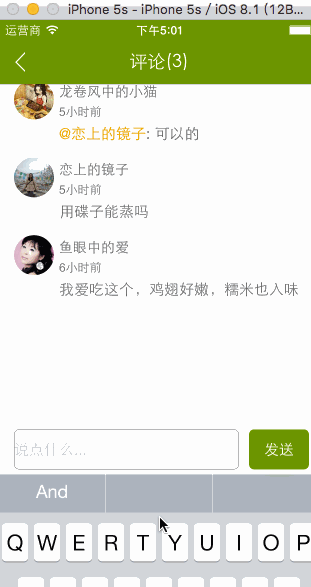 iPhone 5s - iPhone 5s / iOS 8.1 (12B...
运营商 下午5:01
评论(3)
龙卷风中的小猫
5小时前
@恋上的镜子: 可以的
恋上的镜子
5小时前
用碟子能蒸吗
鱼眼中的爱
6小时前
我爱吃这个，鸡翅好嫩，糯米也入味
说点什么... 发送
And
Q W E R T Y U I O P